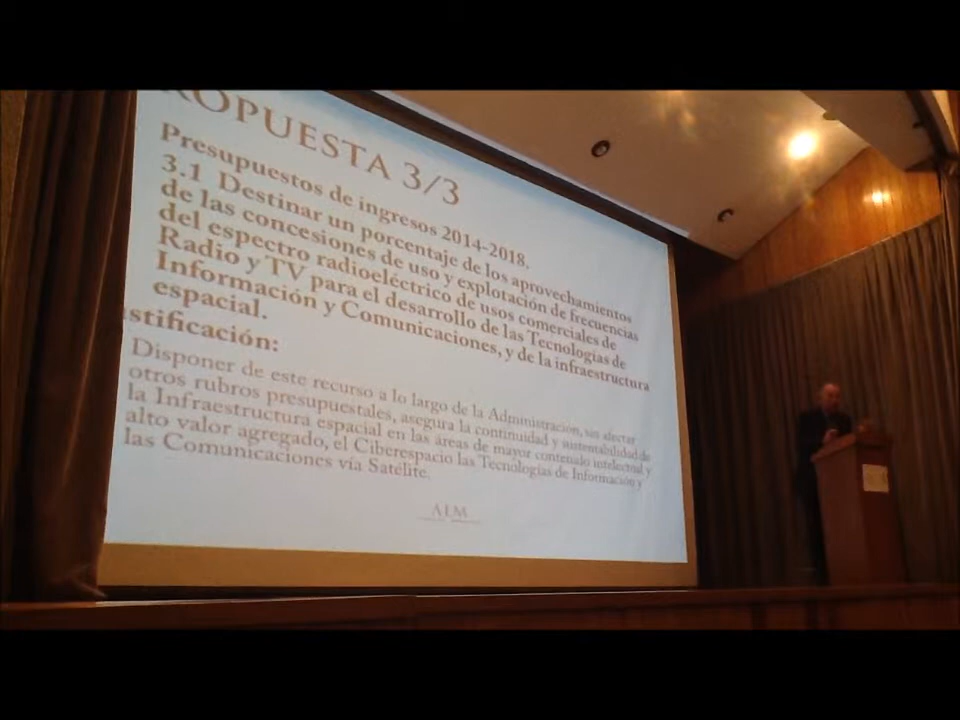 ROPUESTA 3/3
Presupuestos de ingresos 2014-2018.
3.1 Destinar un porcentaje de los aprovechamientos
de las concesiones de uso y explotación de frecuencias
del espectro radioeléctrico de usos comerciales de
Radio y TV para el desarrollo de las Tecnologías de
Información y Comunicaciones, y de la infraestructura
espacial.
stificación:
Disponer de este recurso a lo largo de la Administración, sin afectar
otros rubros presupuestales, asegura la continuidad y sustentabilidad de
la Infraestructura espacial en las áreas de mayor contenido intelectual y
alto valor agregado, el Ciberespacio las Tecnologías de Información y
las Comunicaciones vía Satélite.
AEM